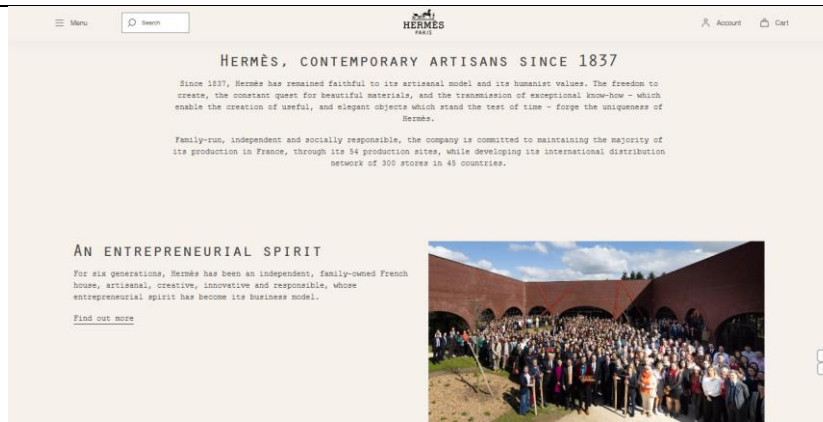 Menu
Search
HERMÈS
PARIS
Account
Cart
HERMÈS, CONTEMPORARY ARTISANS SINCE 1837
Since 1837, Hermès has remained faithful to its artisanal model and its humanist values. The freedom to
create, the constant quest for beautiful materials, and the transmission of exceptional know-how – which
enable the creation of useful, and elegant objects which stand the test of time – forge the uniqueness of
Hermès.
Family-run, independent and socially responsible, the company is committed to maintaining the majority of
its production in France, through its 54 production sites, while developing its international distribution
network of 300 stores in 45 countries.
AN ENTREPRENEURIAL SPIRIT
For six generations, Hermès has been an independent, family-owned French
house, artisanal, creative, innovative and responsible, whose
entrepreneurial spirit has become its business model.
Find out more